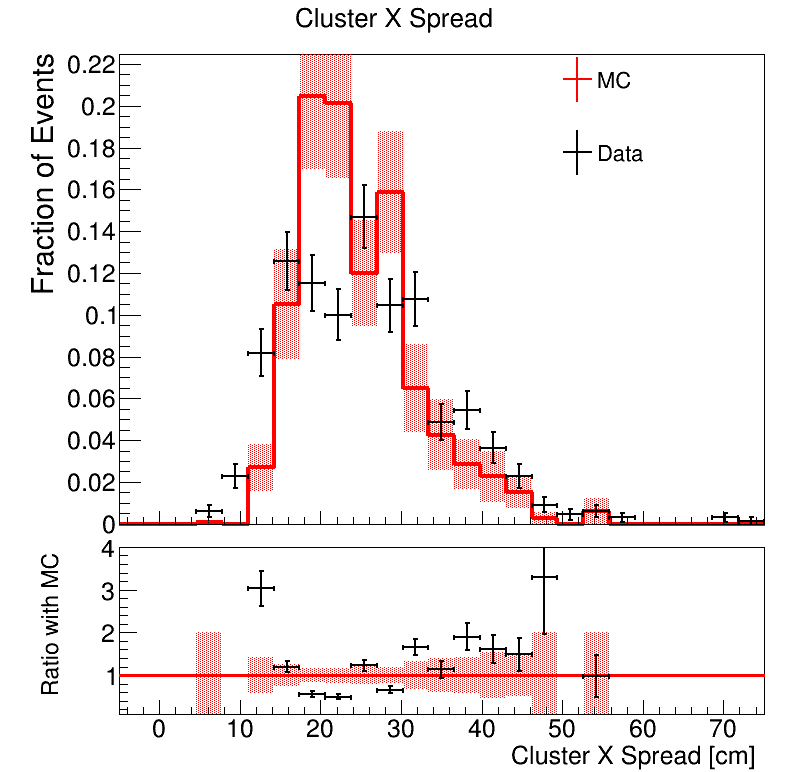 Cluster X Spread
Fraction of Events
0.22
0.2
0.18
0.16
0.14
0.12
0.1
0.08
0.06
0.04
0.02
0
MC
Data
Ratio with MC
4
3
2
1
0 10 20 30 40 50 60 70
Cluster X Spread [cm]